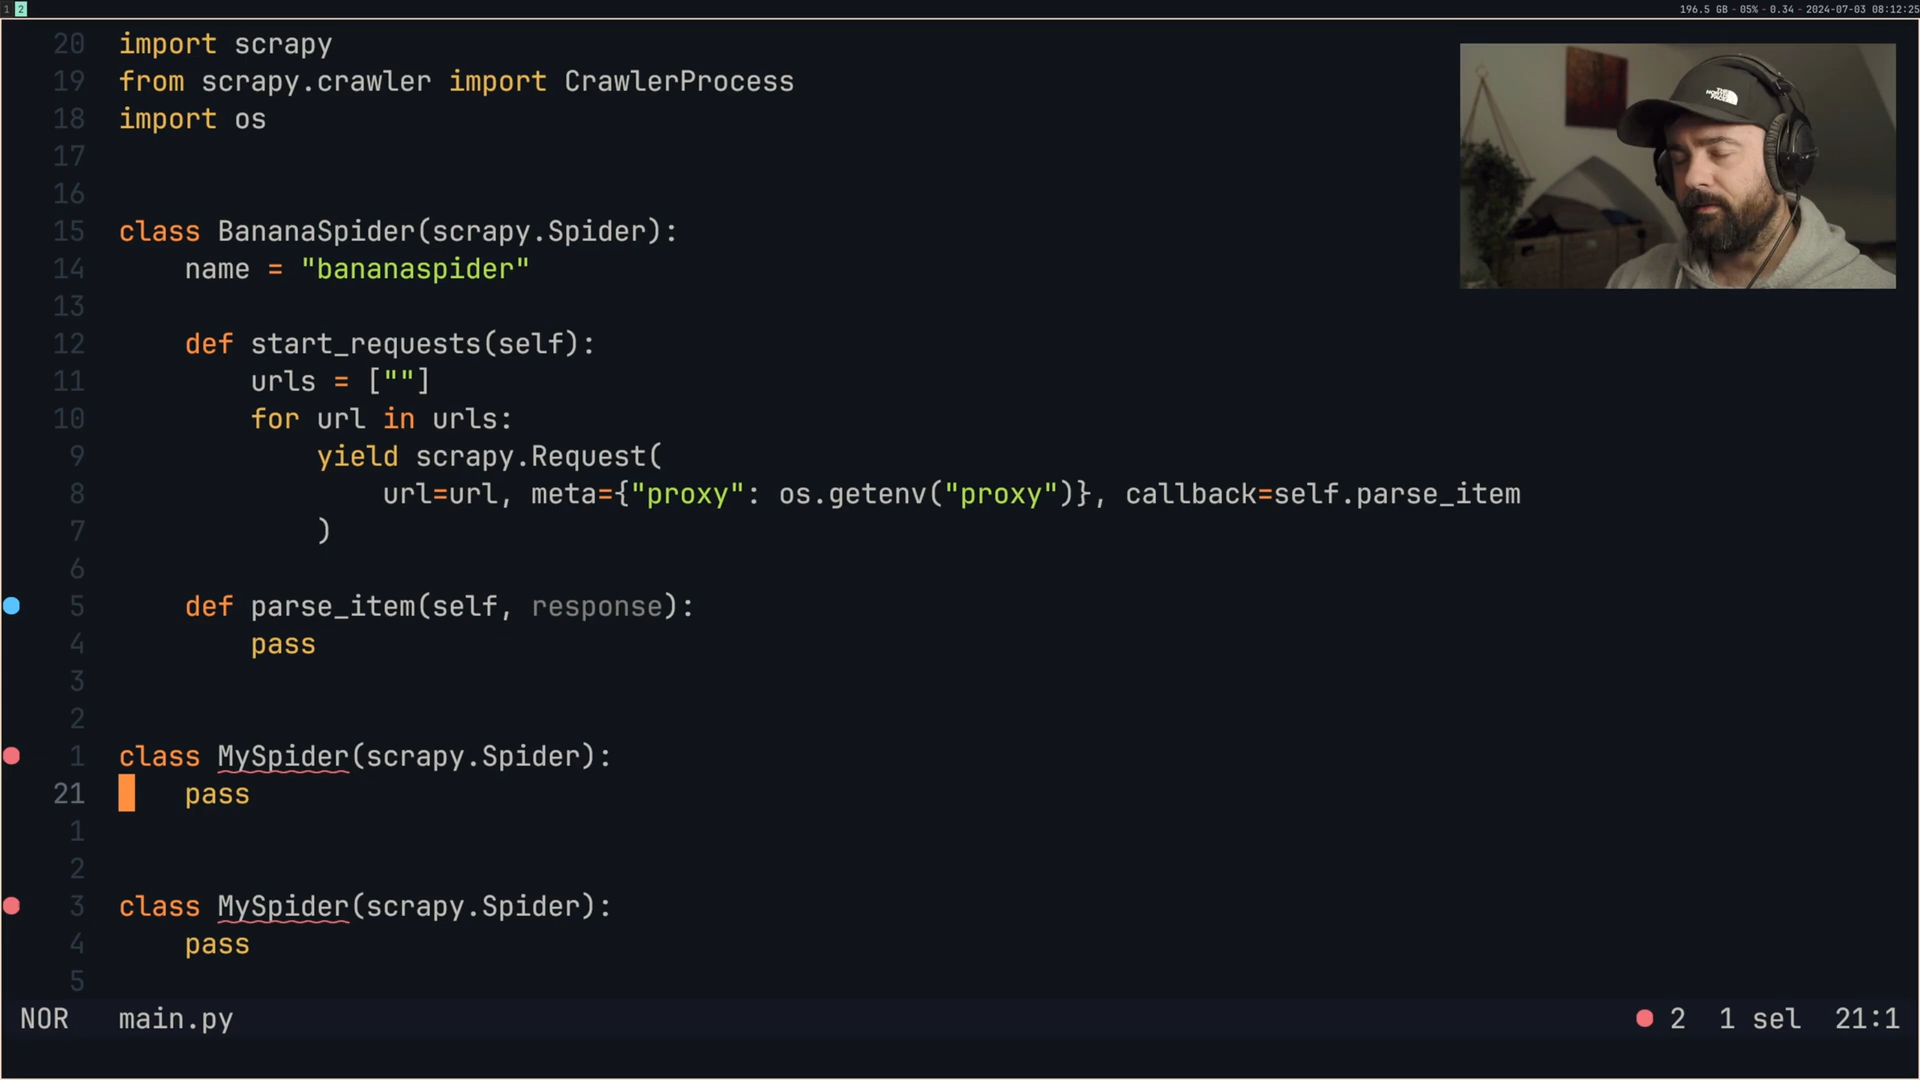 1 2
196.5 GB - 05% - 0.34 - 2024-07-03 08:12:25
20 import scrapy
19 from scrapy.crawler import CrawlerProcess
18 import os
17
16
15 class BananaSpider(scrapy.Spider):
14 name = "bananaspider"
13
12 def start_requests(self):
11 urls = [""]
10 for url in urls:
9 yield scrapy.Request(
8 url=url, meta={"proxy": os.getenv("proxy")}, callback=self.parse_item
7 )
6
5 def parse_item(self, response):
4 pass
3
2
1 class MySpider(scrapy.Spider):
21 pass
1
2
3 class MySpider(scrapy.Spider):
4 pass
5
NOR main.py 2 1 sel 21:1
THE
NORTH
FACE